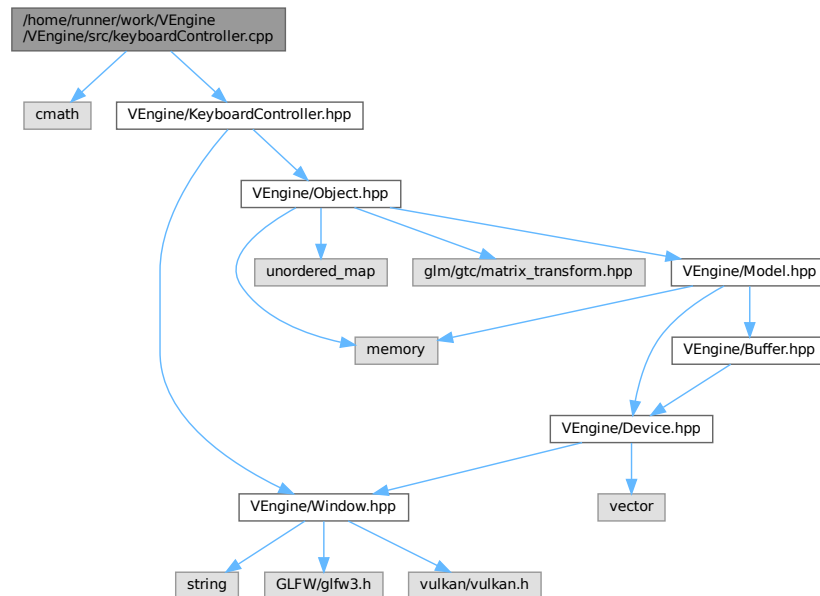 /home/runner/work/VEngine
/VEngine/src/keyboardController.cpp
cmath
VEngine/KeyboardController.hpp
VEngine/Object.hpp
unordered_map
glm/gtc/matrix_transform.hpp
VEngine/Model.hpp
memory
VEngine/Buffer.hpp
VEngine/Device.hpp
VEngine/Window.hpp
vector
string
GLFW/glfw3.h
vulkan/vulkan.h